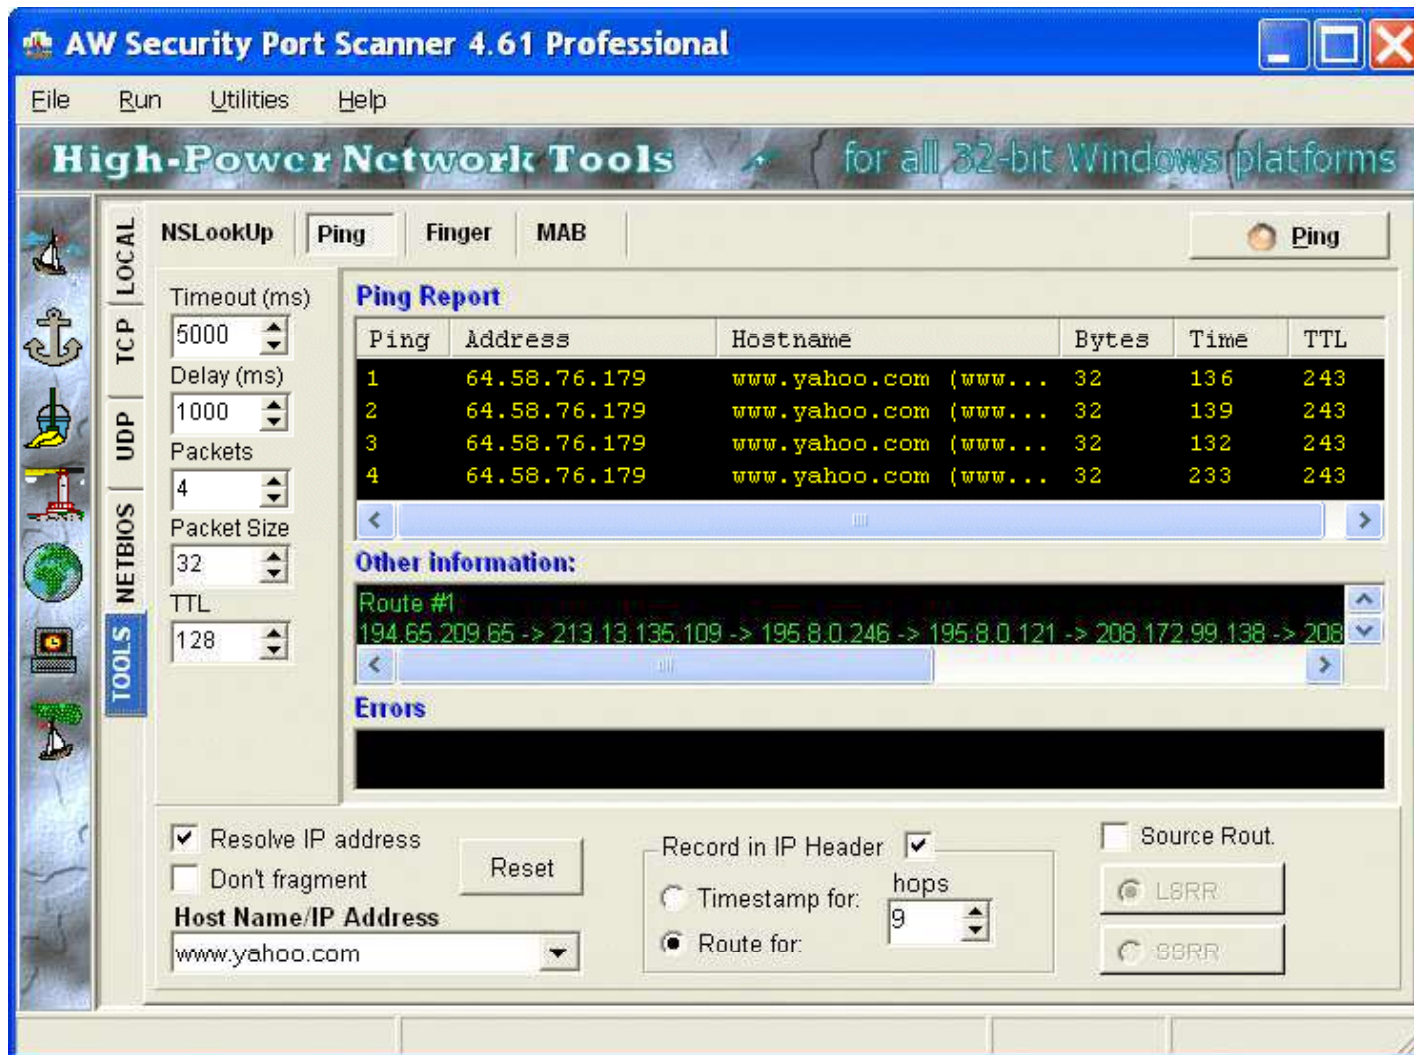 AW Security Port Scanner 4.61 Professional
File Run Utilities Help
High-Power Network Tools for all 32-bit Windows platforms
LOCAL
TCP
UDP
NETBIOS
TOOLS
NSLookUp Ping Finger MAB Ping
Timeout (ms)
5000
Delay (ms)
1000
Packets
4
Packet Size
32
TTL
128
Ping Report
Ping Address Hostname Bytes Time TTL
1 64.58.76.179 www.yahoo.com (www... 32 136 243
2 64.58.76.179 www.yahoo.com (www... 32 139 243
3 64.58.76.179 www.yahoo.com (www... 32 132 243
4 64.58.76.179 www.yahoo.com (www... 32 233 243
Other information:
Route #1
194.65.209.65 -> 213.13.135.109 -> 195.8.0.246 -> 195.8.0.121 -> 208.172.99.138 -> 208
Errors
Resolve IP address
Don't fragment
Reset
Host Name/IP Address
www.yahoo.com
Record in IP Header
Timestamp for:
hops
9
Route for:
Source Rout.
LSRR
SSRR